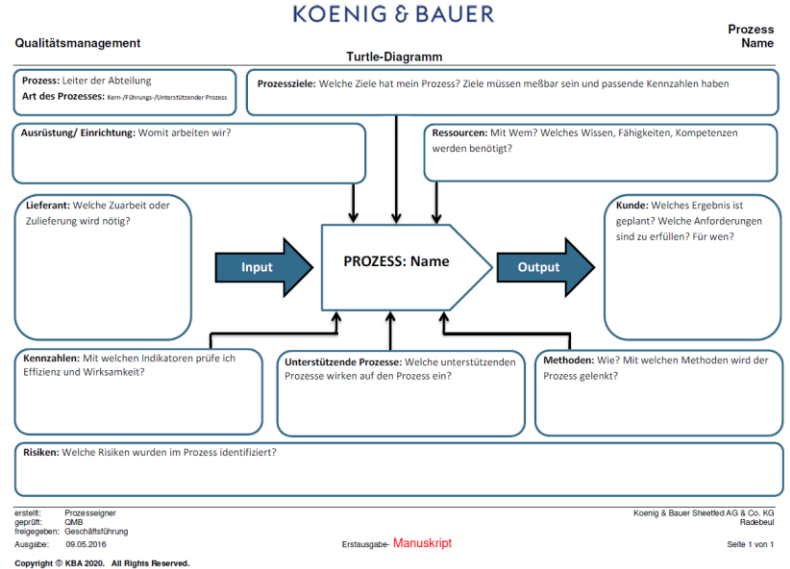 KOENIG & BAUER
Prozess
Qualitätsmanagement
Name
Turtle-Diagramm
Prozess: Leiter der Abteilung
Art des Prozesses: Kern-/Führungs-/Unterstützender Prozess
Prozessziele: Welche Ziele hat mein Prozess? Ziele müssen meßbar sein und passende Kennzahlen haben
Ausrüstung/ Einrichtung: Womit arbeiten wir?
Ressourcen: Mit Wem? Welches Wissen, Fähigkeiten, Kompetenzen
werden benötigt?
Lieferant: Welche Zuarbeit oder
Zulieferung wird nötig?
Kunde: Welches Ergebnis ist
geplant? Welche Anforderungen
sind zu erfüllen? Für wen?
Input
PROZESS: Name
Output
Kennzahlen: Mit welchen Indikatoren prüfe ich
Effizienz und Wirksamkeit?
Unterstützende Prozesse: Welche unterstützenden
Prozesse wirken auf den Prozess ein?
Methoden: Wie? Mit welchen Methoden wird der
Prozess gelenkt?
Risiken: Welche Risiken wurden im Prozess identifiziert?
erstellt: Prozesseigner
geprüft: QMB
freigegeben: Geschäftsführung
Ausgabe: 09.05.2016
Erstausgabe- Manuskript
Koenig & Bauer Sheetfed AG & Co. KG
Radebeul
Seite 1 von 1
Copyright © KBA 2020. All Rights Reserved.